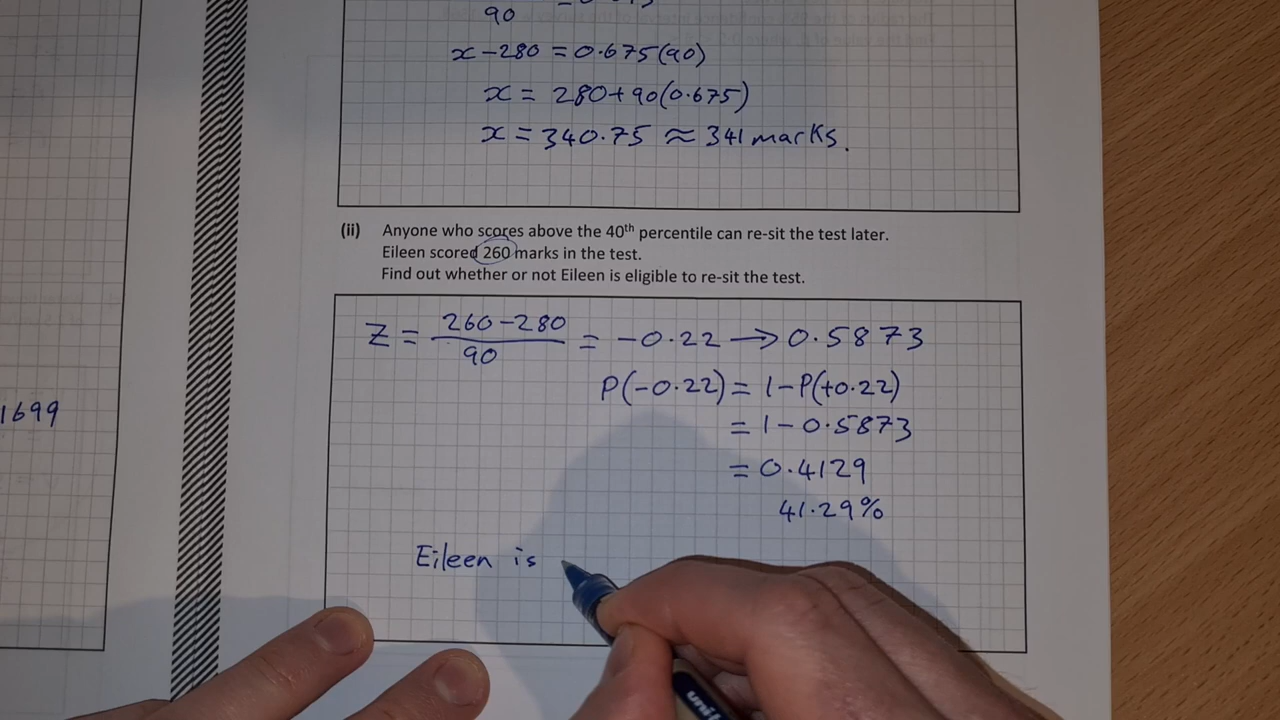 90
x - 280 = 0.675(90)
x = 280 + 90(0.675)
x = 340.75 ≈ 341 marks.
(ii) Anyone who scores above the 40th percentile can re-sit the test later.
Eileen scored 260 marks in the test.
Find out whether or not Eileen is eligible to re-sit the test.
Z = 260 - 280 / 90 = -0.22 → 0.5873
P(-0.22) = 1 - P(+0.22)
= 1 - 0.5873
= 0.4129
41.29%
1699
Eileen is
uni